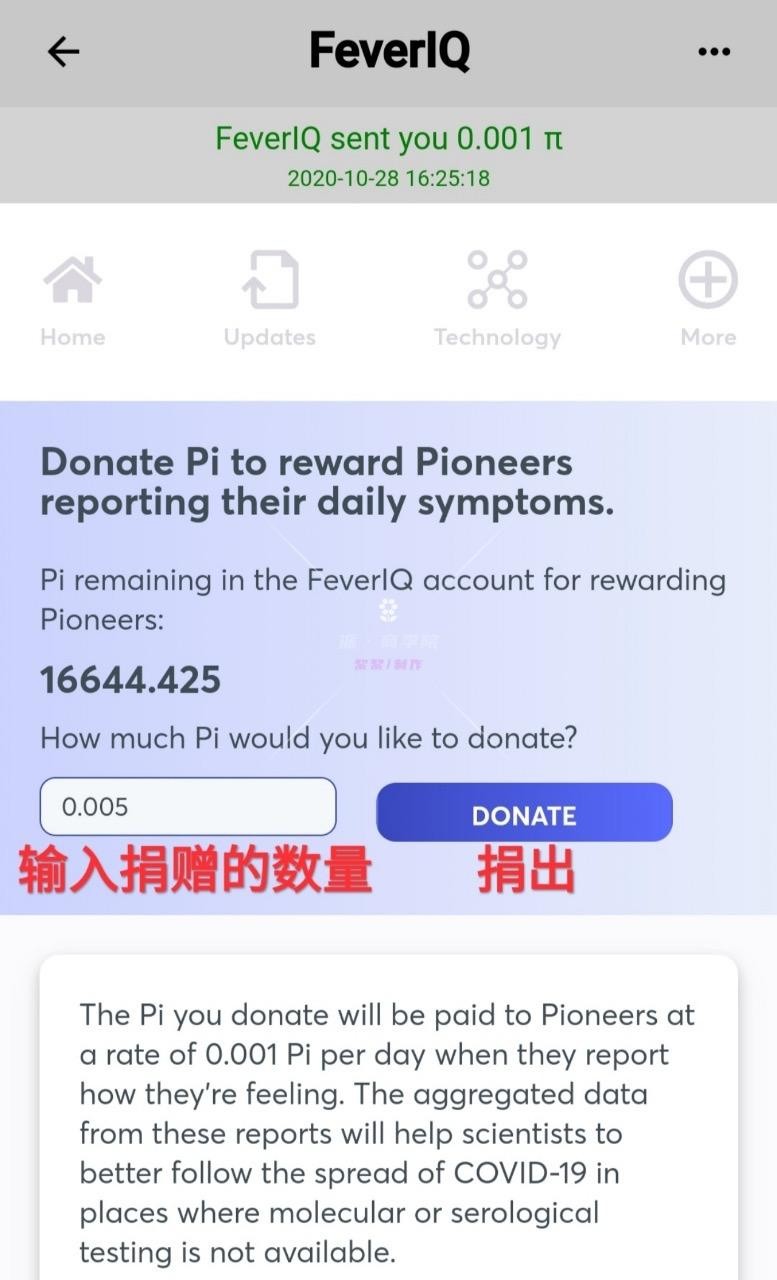 FeverIQ
FeverIQ sent you 0.001 π
2020-10-28 16:25:18
Home
Updates
Technology
More
Donate Pi to reward Pioneers
reporting their daily symptoms.
Pi remaining in the FeverIQ account for rewarding
Pioneers:
16644.425
How much Pi would you like to donate?
0.005
DONATE
输入捐赠的数量
捐出
The Pi you donate will be paid to Pioneers at
a rate of 0.001 Pi per day when they report
how they're feeling. The aggregated data
from these reports will help scientists to
better follow the spread of COVID-19 in
places where molecular or serological
testing is not available.